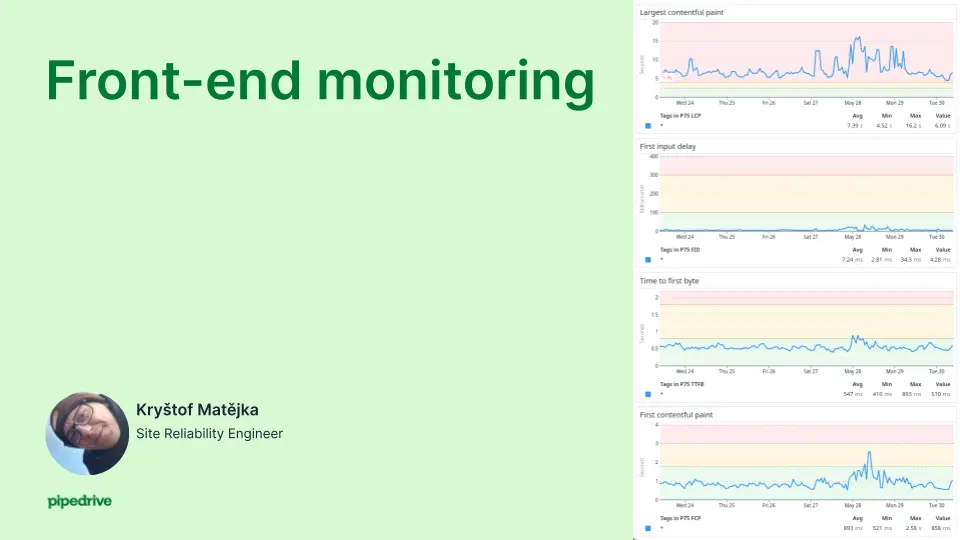 Front-end monitoring
Kryštof Matějka
Site Reliability Engineer
pipedrive
Largest contentful paint
20
15
10
5
0
Seconds
Wed 24 Thu 25 Fri 26 Sat 27 May 28 Mon 29 Tue 30
Tags in P75 LCP Avg Min Max Value
* 7.39 s 4.52 s 16.2 s 6.09 s
First input delay
400
300
200
100
0
Milliseconds
Wed 24 Thu 25 Fri 26 Sat 27 May 28 Mon 29 Tue 30
Tags in P75 FID Avg Min Max Value
* 7.24 ms 2.81 ms 34.3 ms 4.28 ms
Time to first byte
2
1.5
1
0.5
0
Seconds
Wed 24 Thu 25 Fri 26 Sat 27 May 28 Mon 29 Tue 30
Tags in P75 TTFB Avg Min Max Value
* 547 ms 410 ms 893 ms 510 ms
First contentful paint
4
3
2
1
0
Seconds
Wed 24 Thu 25 Fri 26 Sat 27 May 28 Mon 29 Tue 30
Tags in P75 FCP Avg Min Max Value
* 893 ms 521 ms 2.58 s 858 ms